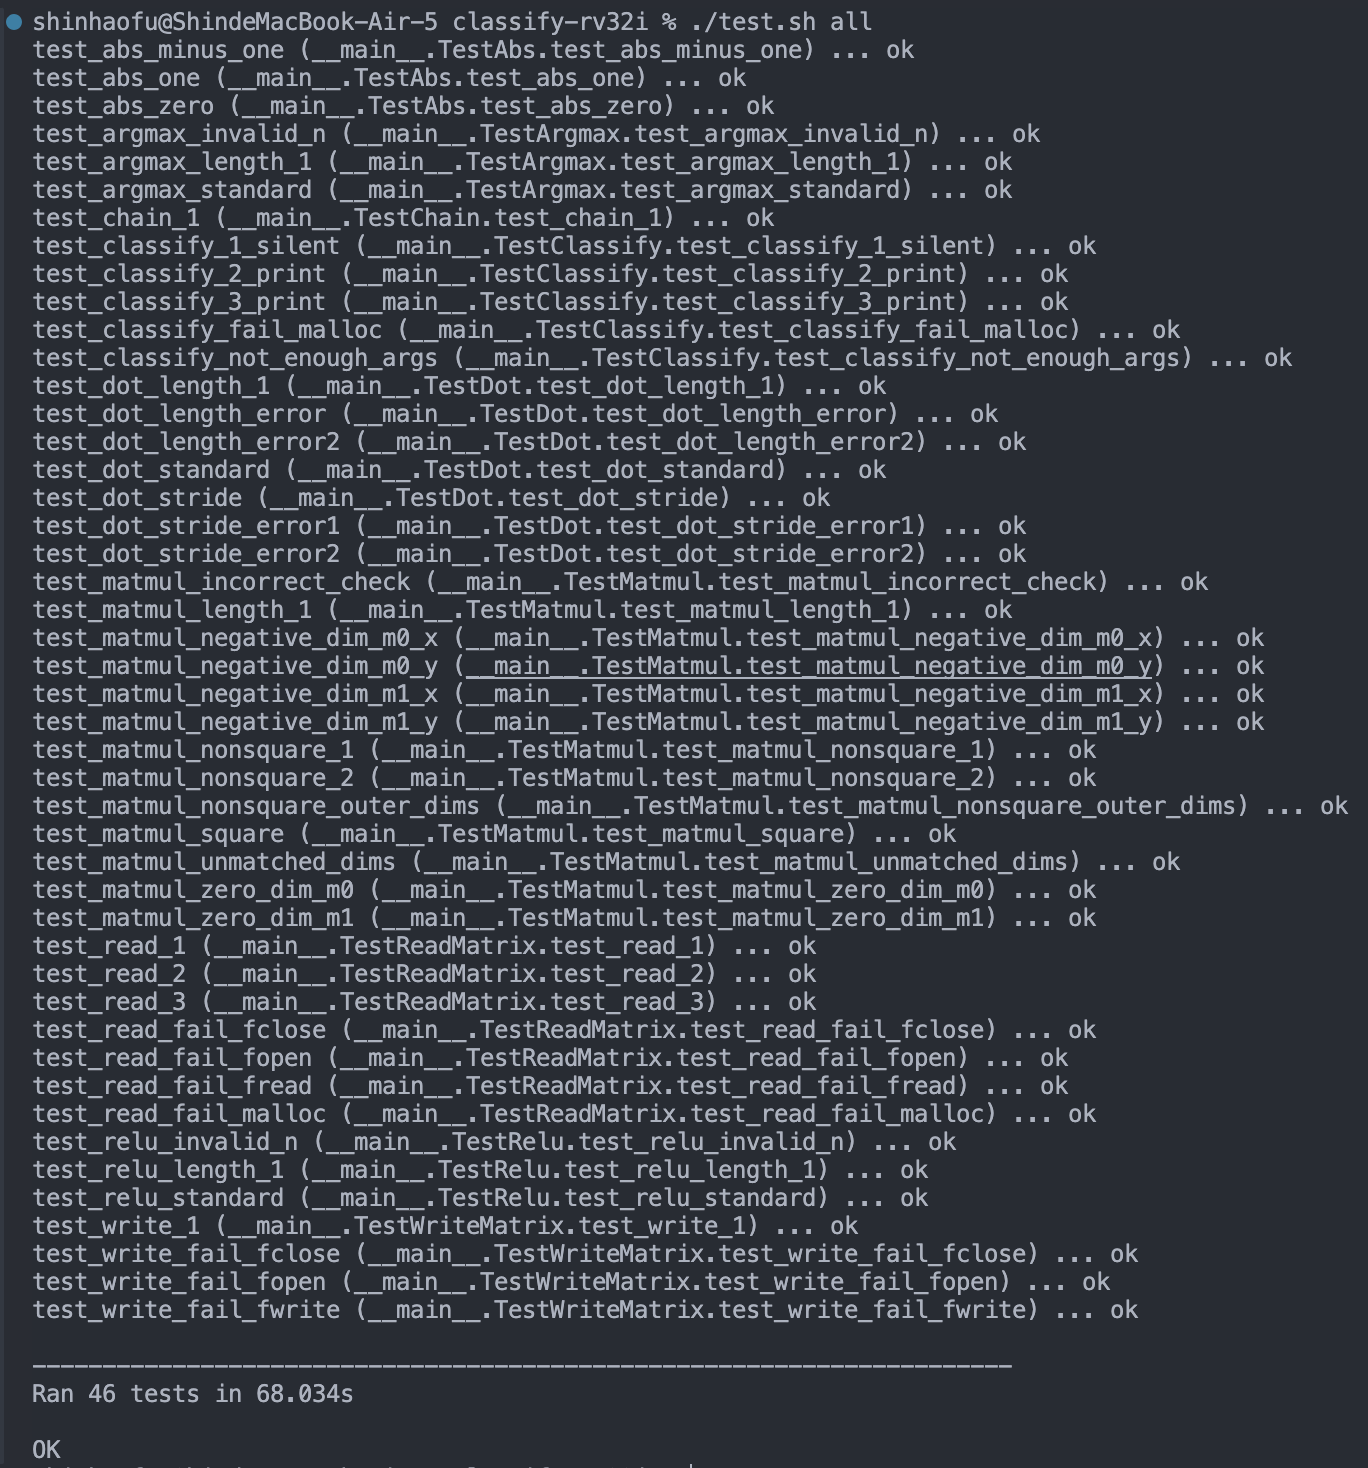 shinhaofu@ShindeMacBook-Air-5 classify-rv32i % ./test.sh all
test_abs_minus_one (__main__.TestAbs.test_abs_minus_one) ... ok
test_abs_one (__main__.TestAbs.test_abs_one) ... ok
test_abs_zero (__main__.TestAbs.test_abs_zero) ... ok
test_argmax_invalid_n (__main__.TestArgmax.test_argmax_invalid_n) ... ok
test_argmax_length_1 (__main__.TestArgmax.test_argmax_length_1) ... ok
test_argmax_standard (__main__.TestArgmax.test_argmax_standard) ... ok
test_chain_1 (__main__.TestChain.test_chain_1) ... ok
test_classify_1_silent (__main__.TestClassify.test_classify_1_silent) ... ok
test_classify_2_print (__main__.TestClassify.test_classify_2_print) ... ok
test_classify_3_print (__main__.TestClassify.test_classify_3_print) ... ok
test_classify_fail_malloc (__main__.TestClassify.test_classify_fail_malloc) ... ok
test_classify_not_enough_args (__main__.TestClassify.test_classify_not_enough_args) ... ok
test_dot_length_1 (__main__.TestDot.test_dot_length_1) ... ok
test_dot_length_error (__main__.TestDot.test_dot_length_error) ... ok
test_dot_length_error2 (__main__.TestDot.test_dot_length_error2) ... ok
test_dot_standard (__main__.TestDot.test_dot_standard) ... ok
test_dot_stride (__main__.TestDot.test_dot_stride) ... ok
test_dot_stride_error1 (__main__.TestDot.test_dot_stride_error1) ... ok
test_dot_stride_error2 (__main__.TestDot.test_dot_stride_error2) ... ok
test_matmul_incorrect_check (__main__.TestMatmul.test_matmul_incorrect_check) ... ok
test_matmul_length_1 (__main__.TestMatmul.test_matmul_length_1) ... ok
test_matmul_negative_dim_m0_x (__main__.TestMatmul.test_matmul_negative_dim_m0_x) ... ok
test_matmul_negative_dim_m0_y (__main__.TestMatmul.test_matmul_negative_dim_m0_y) ... ok
test_matmul_negative_dim_m1_x (__main__.TestMatmul.test_matmul_negative_dim_m1_x) ... ok
test_matmul_negative_dim_m1_y (__main__.TestMatmul.test_matmul_negative_dim_m1_y) ... ok
test_matmul_nonsquare_1 (__main__.TestMatmul.test_matmul_nonsquare_1) ... ok
test_matmul_nonsquare_2 (__main__.TestMatmul.test_matmul_nonsquare_2) ... ok
test_matmul_nonsquare_outer_dims (__main__.TestMatmul.test_matmul_nonsquare_outer_dims) ... ok
test_matmul_square (__main__.TestMatmul.test_matmul_square) ... ok
test_matmul_unmatched_dims (__main__.TestMatmul.test_matmul_unmatched_dims) ... ok
test_matmul_zero_dim_m0 (__main__.TestMatmul.test_matmul_zero_dim_m0) ... ok
test_matmul_zero_dim_m1 (__main__.TestMatmul.test_matmul_zero_dim_m1) ... ok
test_read_1 (__main__.TestReadMatrix.test_read_1) ... ok
test_read_2 (__main__.TestReadMatrix.test_read_2) ... ok
test_read_3 (__main__.TestReadMatrix.test_read_3) ... ok
test_read_fail_fclose (__main__.TestReadMatrix.test_read_fail_fclose) ... ok
test_read_fail_fopen (__main__.TestReadMatrix.test_read_fail_fopen) ... ok
test_read_fail_fread (__main__.TestReadMatrix.test_read_fail_fread) ... ok
test_read_fail_malloc (__main__.TestReadMatrix.test_read_fail_malloc) ... ok
test_relu_invalid_n (__main__.TestRelu.test_relu_invalid_n) ... ok
test_relu_length_1 (__main__.TestRelu.test_relu_length_1) ... ok
test_relu_standard (__main__.TestRelu.test_relu_standard) ... ok
test_write_1 (__main__.TestWriteMatrix.test_write_1) ... ok
test_write_fail_fclose (__main__.TestWriteMatrix.test_write_fail_fclose) ... ok
test_write_fail_fopen (__main__.TestWriteMatrix.test_write_fail_fopen) ... ok
test_write_fail_fwrite (__main__.TestWriteMatrix.test_write_fail_fwrite) ... ok
----------------------------------------------------------------------
Ran 46 tests in 68.034s
OK